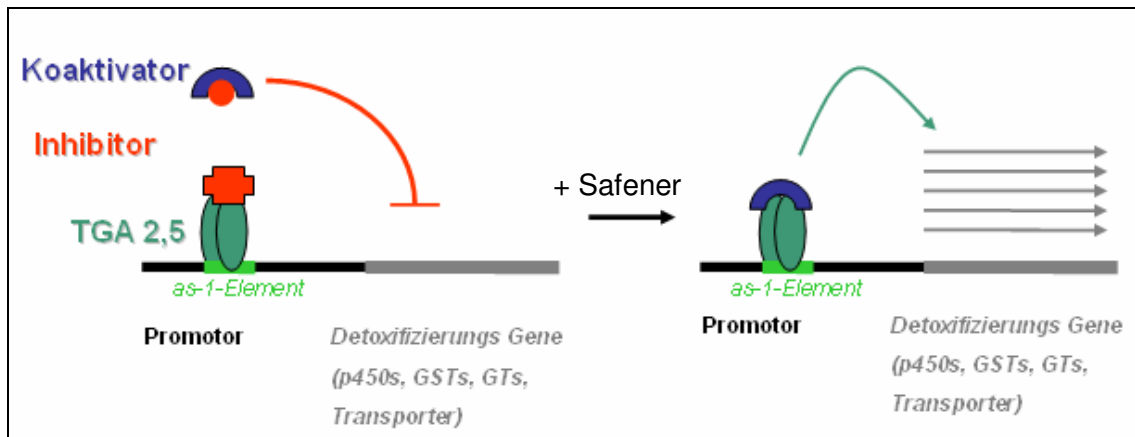 Koaktivator
Inhibitor
TGA 2,5
as-1-Element
Promotor
Detoxifizierungs Gene
(p450s, GSTs, GTs,
Transporter)
+ Safener
as-1-Element
Promotor
Detoxifizierungs Gene
(p450s, GSTs, GTs,
Transporter)